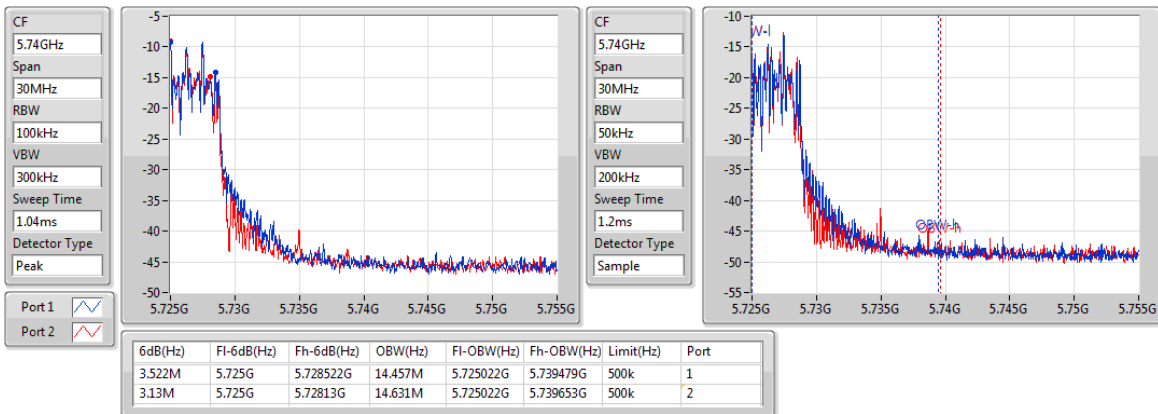 CF
5.74GHz
Span
30MHz
RBW
100kHz
VBW
300kHz
Sweep Time
1.04ms
Detector Type
Peak
Port 1
Port 2
-5
-10
-15
-20
-25
-30
-35
-40
-45
-50
5.725G 5.73G 5.735G 5.74G 5.745G 5.75G 5.755G
CF
5.74GHz
Span
30MHz
RBW
50kHz
VBW
200kHz
Sweep Time
1.2ms
Detector Type
Sample
-10
-15
-20
-25
-30
-35
-40
-45
-50
-55
W-l
OBW-h
5.725G 5.73G 5.735G 5.74G 5.745G 5.75G 5.755G
6dB(Hz) Fl-6dB(Hz) Fh-6dB(Hz) OBW(Hz) Fl-OBW(Hz) Fh-OBW(Hz) Limit(Hz) Port
3.522M 5.725G 5.728522G 14.457M 5.725022G 5.739479G 500k 1
3.13M 5.725G 5.72813G 14.631M 5.725022G 5.739653G 500k 2